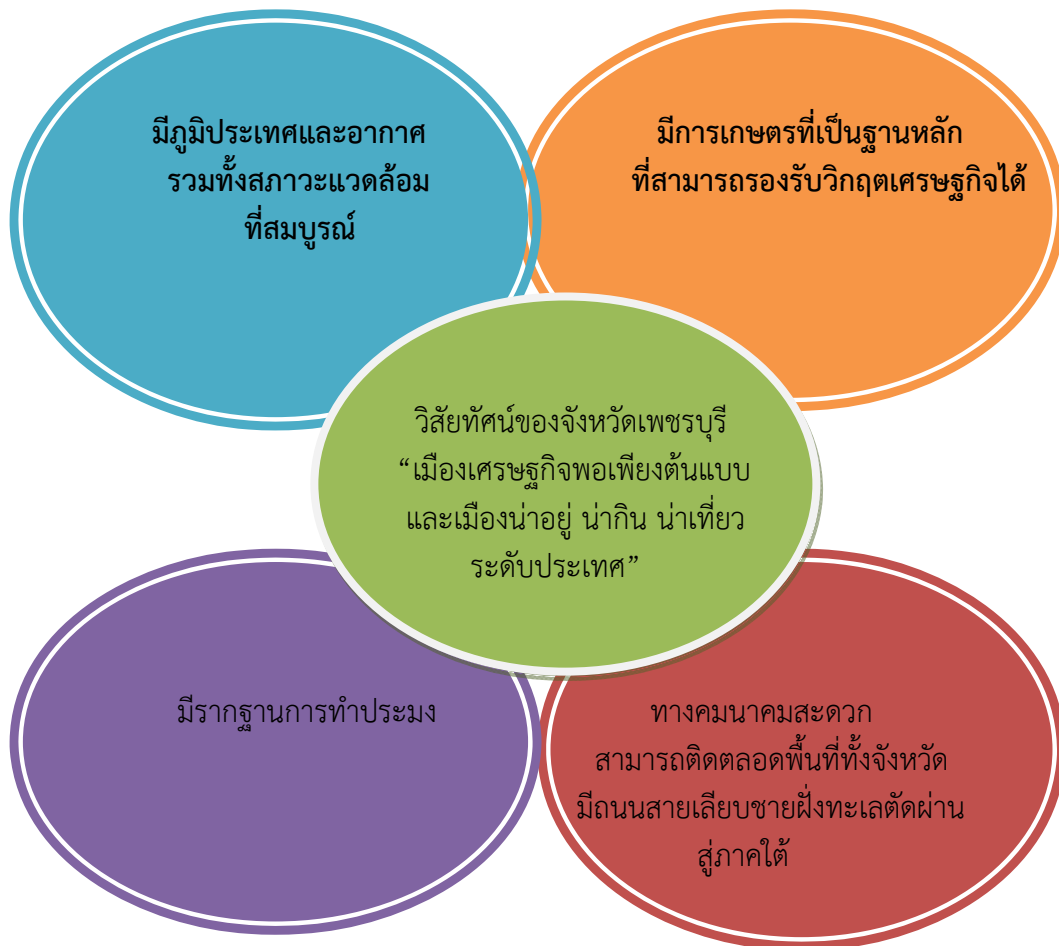 มีภูมิประเทศและอากาศ
รวมทั้งสภาวะแวดล้อม
ที่สมบูรณ์
มีการเกษตรที่เป็นฐานหลัก
ที่สามารถรองรับวิกฤตเศรษฐกิจได้
วิสัยทัศน์ของจังหวัดเพชรบุรี
“เมืองเศรษฐกิจพอเพียงต้นแบบ
และเมืองน่าอยู่ น่ากิน น่าเที่ยว
ระดับประเทศ”
มีรากฐานการทำประมง
ทางคมนาคมสะดวก
สามารถติดตลอดพื้นที่ทั้งจังหวัด
มีถนนสายเลียบชายฝั่งทะเลตัดผ่าน
สู่ภาคใต้